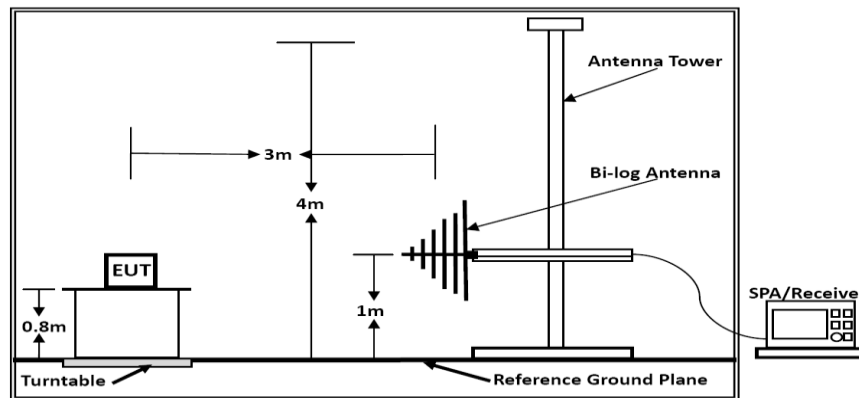 Antenna Tower
3m
Bi-log Antenna
4m
EUT
1m
0.8m
SPA/Receive
Turntable
Reference Ground Plane